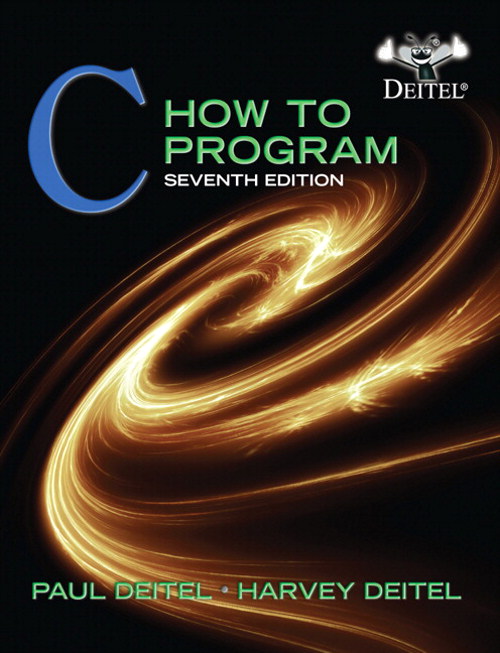 DEITEL®
C
HOW TO
PROGRAM
SEVENTH EDITION
PAUL DEITEL • HARVEY DEITEL